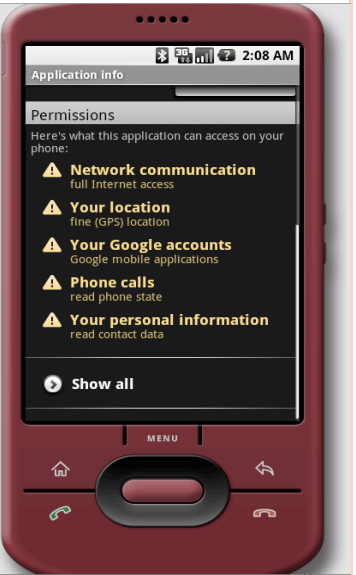 3G
2:08 AM
Application info
Permissions
Here's what this application can access on your
phone:
Network communication
full Internet access
Your location
fine (GPS) location
Your Google accounts
Google mobile applications
Phone calls
read phone state
Your personal information
read contact data
Show all
MENU